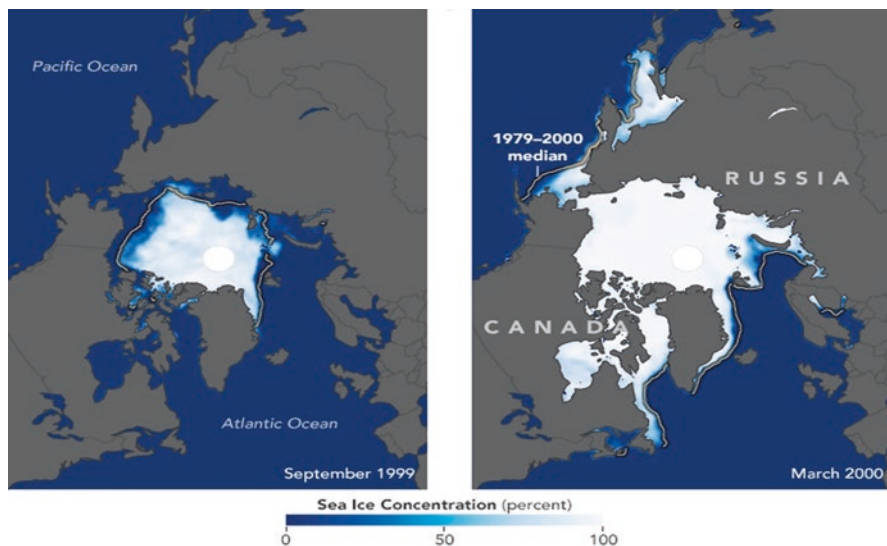 Pacific Ocean
Atlantic Ocean
September 1999
1979–2000
median
RUSSIA
CANADA
March 2000
Sea Ice Concentration (percent)
0 50 100